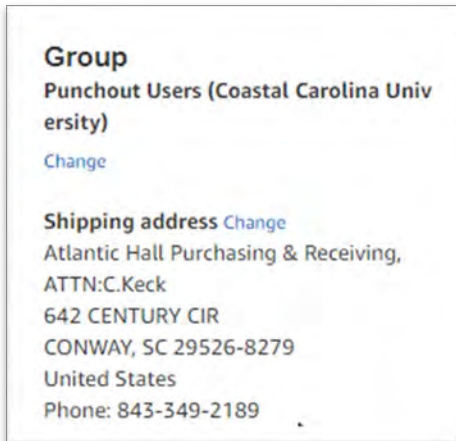 Group
Punchout Users (Coastal Carolina Univ
ersity)
Change
Shipping address Change
Atlantic Hall Purchasing & Receiving,
ATTN:C.Keck
642 CENTURY CIR
CONWAY, SC 29526-8279
United States
Phone: 843-349-2189